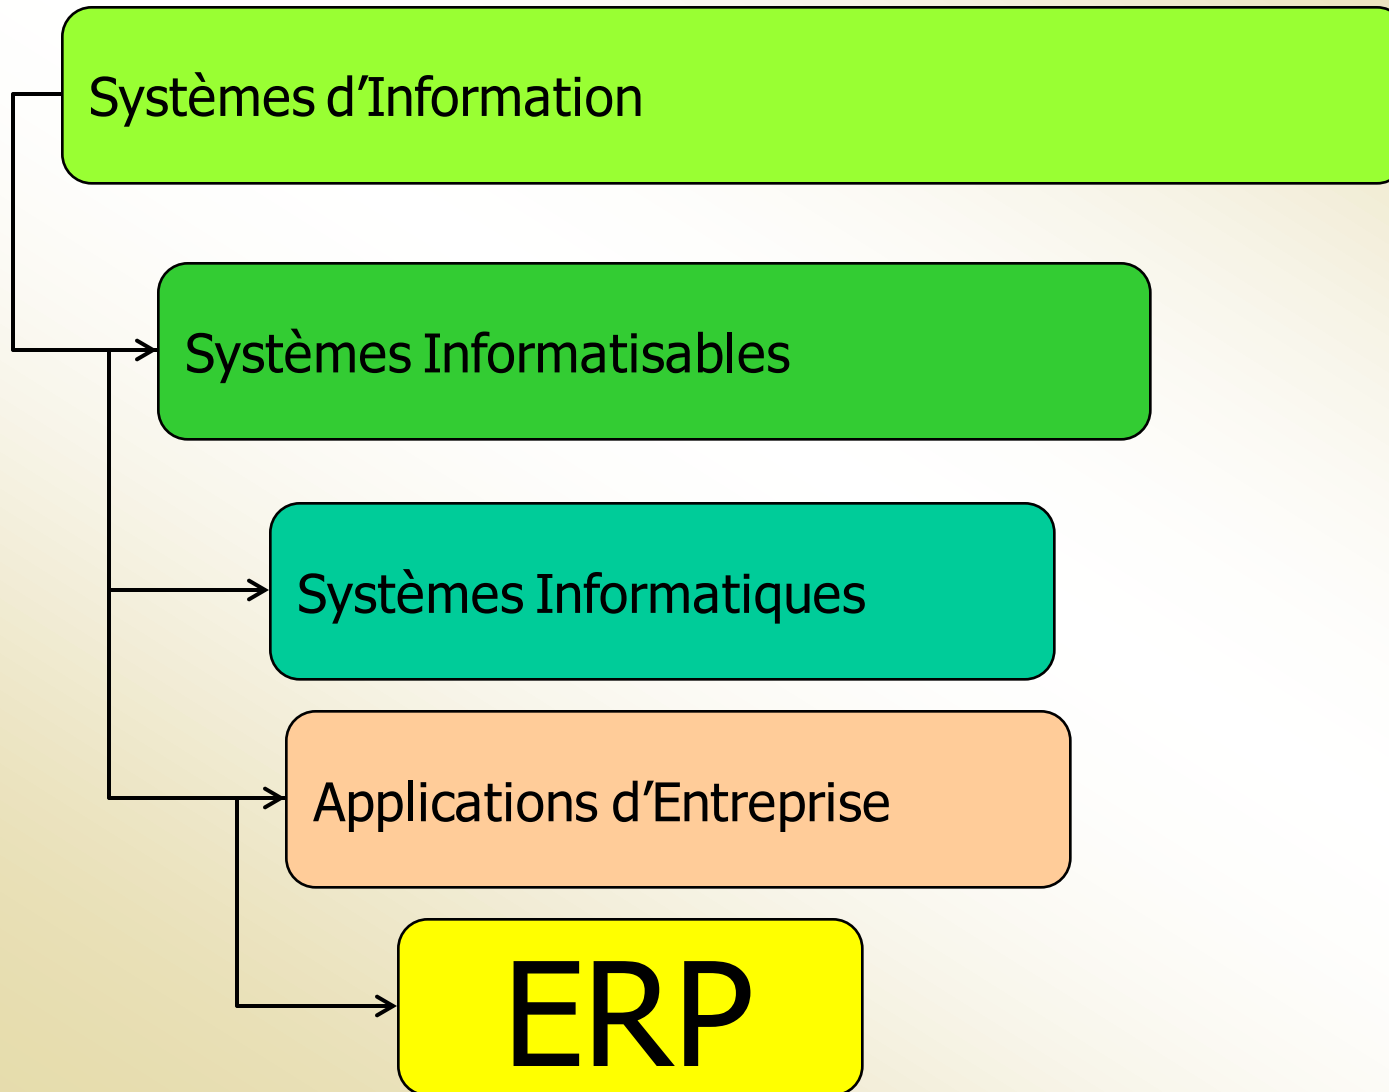 Systèmes d’Information
Systèmes Informatisables
Systèmes Informatiques
Applications d’Entreprise
ERP